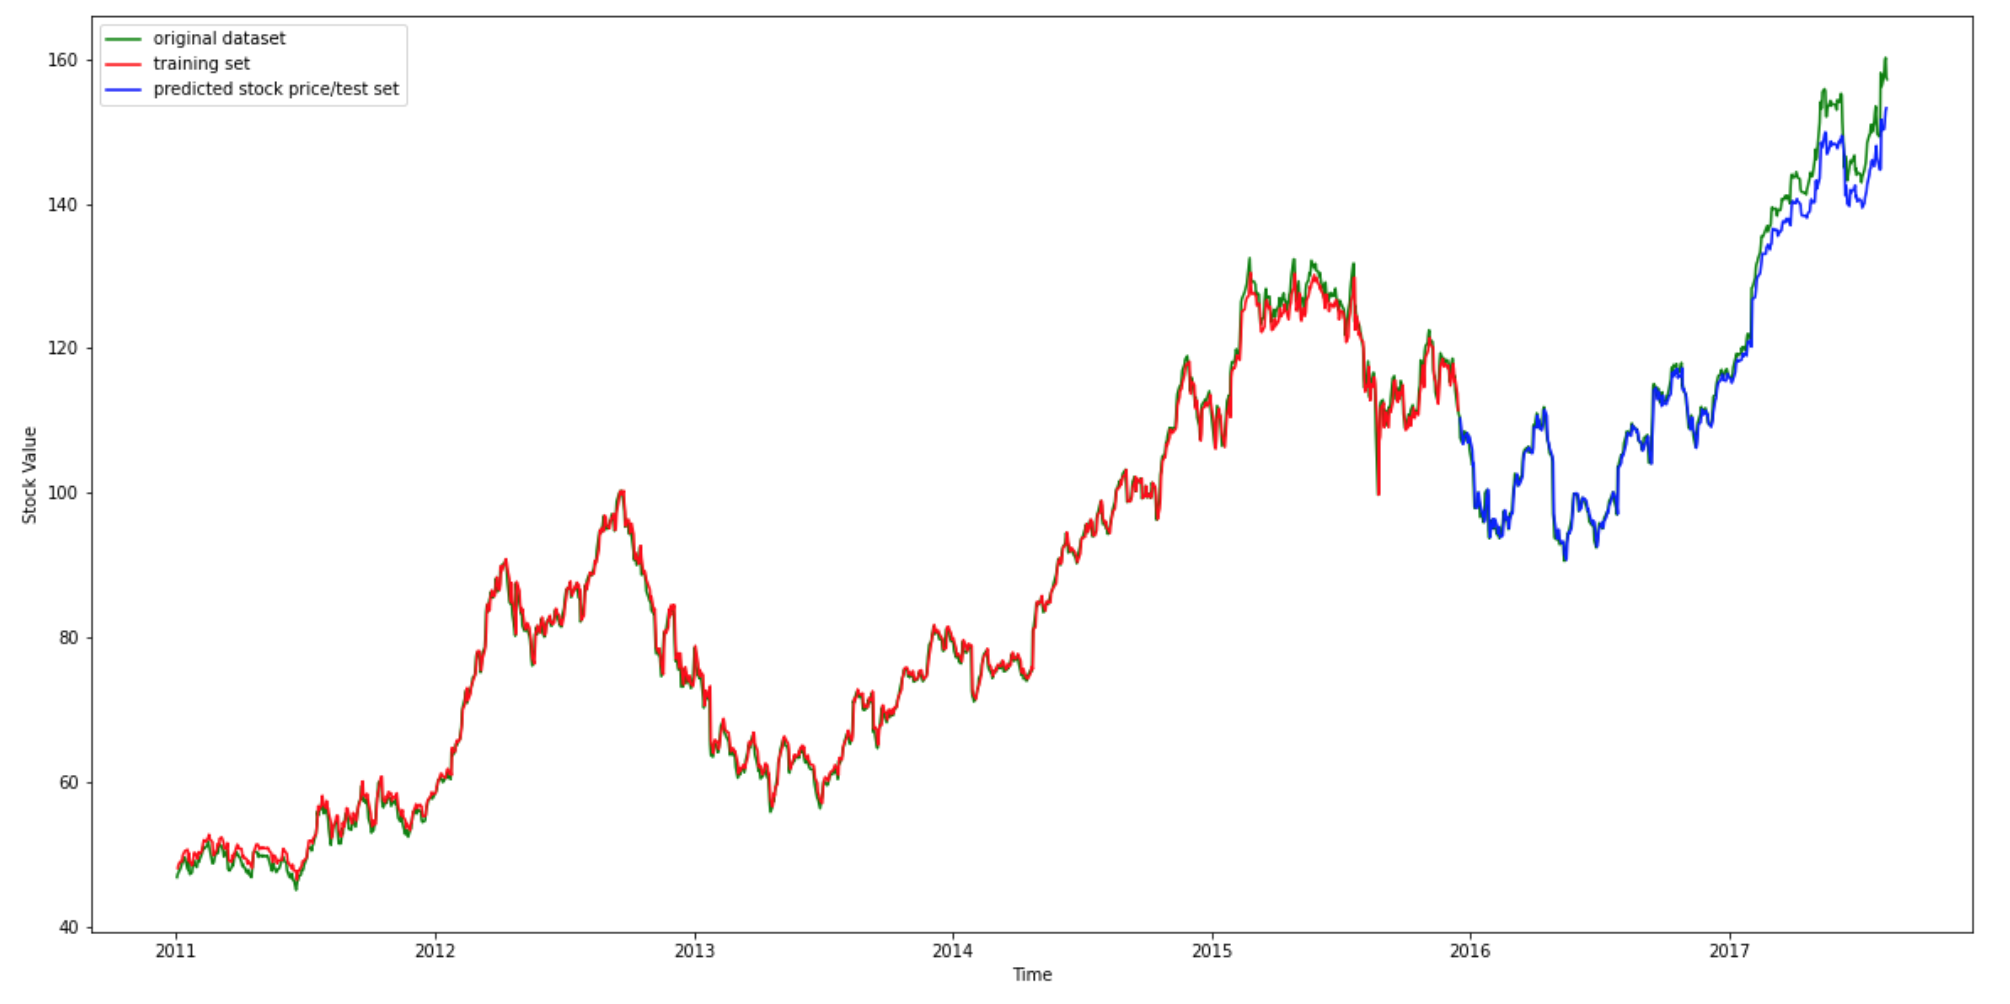 original dataset
training set
predicted stock price/test set
160
140
120
100
80
60
40
Stock Value
2011 2012 2013 2014 2015 2016 2017
Time